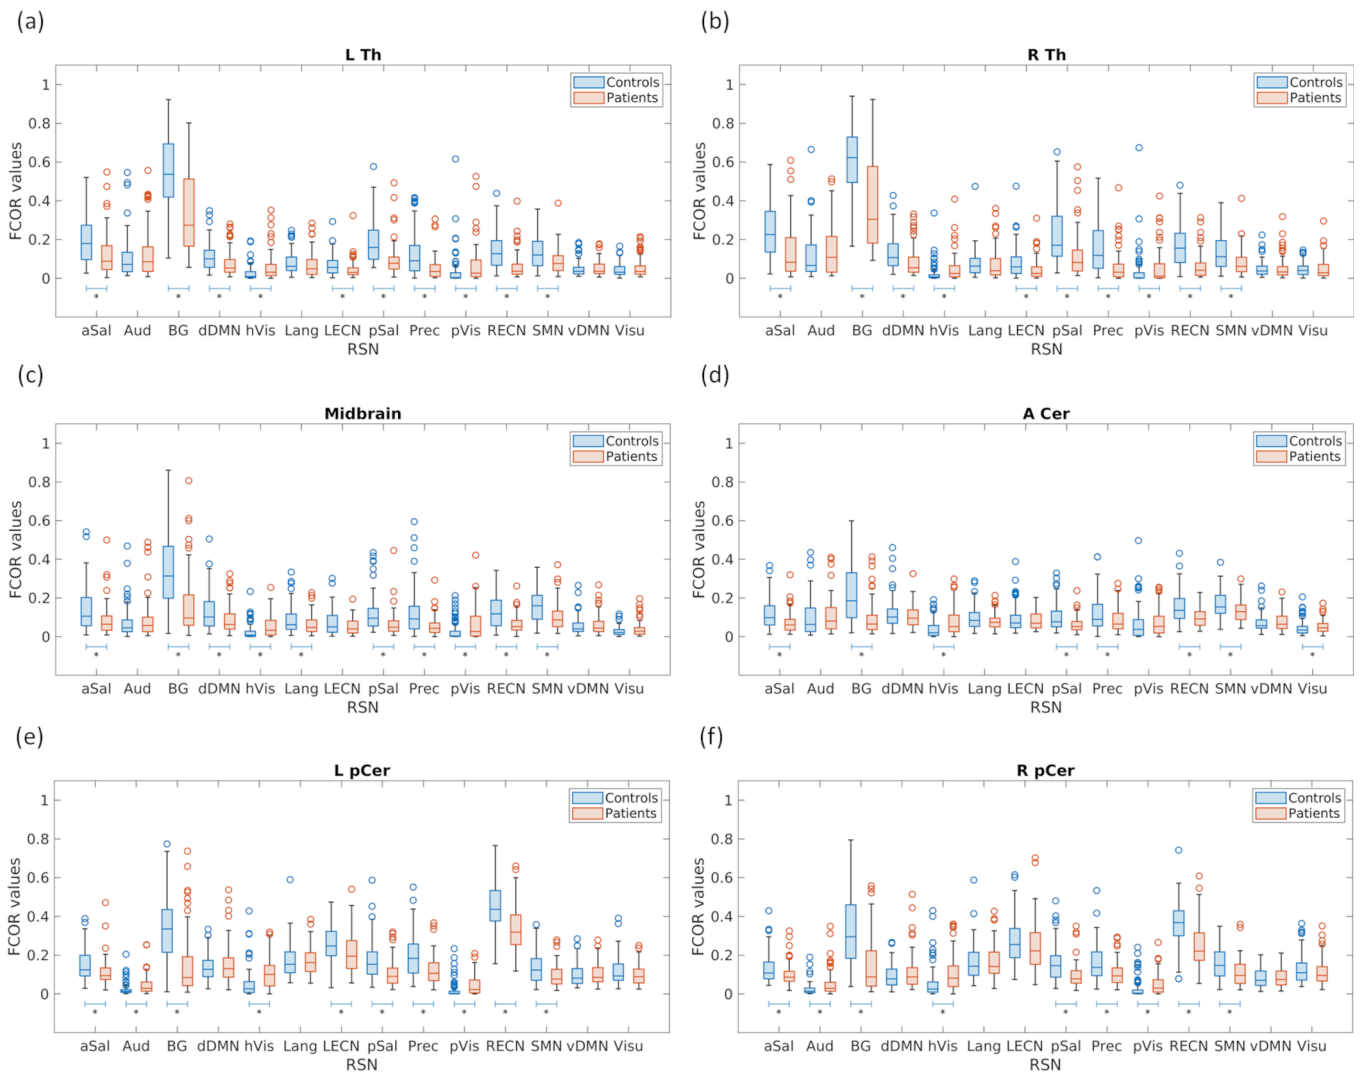 (a)
L Th
FCOR values
1
0.8
0.6
0.4
0.2
0
Controls
Patients
* * * * * * * * * *
aSal Aud BG dDMN hVis Lang LECN pSal Prec pVis RECN SMN vDMN Visu
RSN
(b)
R Th
FCOR values
1
0.8
0.6
0.4
0.2
0
Controls
Patients
* * * * * * * * * *
aSal Aud BG dDMN hVis Lang LECN pSal Prec pVis RECN SMN vDMN Visu
RSN
(c)
Midbrain
FCOR values
1
0.8
0.6
0.4
0.2
0
Controls
Patients
* * * * * * * * * *
aSal Aud BG dDMN hVis Lang LECN pSal Prec pVis RECN SMN vDMN Visu
RSN
(d)
A Cer
FCOR values
1
0.8
0.6
0.4
0.2
0
Controls
Patients
* * * * * * * *
aSal Aud BG dDMN hVis Lang LECN pSal Prec pVis RECN SMN vDMN Visu
RSN
(e)
L pCer
FCOR values
1
0.8
0.6
0.4
0.2
0
Controls
Patients
* * * * * * * * * *
aSal Aud BG dDMN hVis Lang LECN pSal Prec pVis RECN SMN vDMN Visu
RSN
(f)
R pCer
FCOR values
1
0.8
0.6
0.4
0.2
0
Controls
Patients
* * * * * * * * *
aSal Aud BG dDMN hVis Lang LECN pSal Prec pVis RECN SMN vDMN Visu
RSN